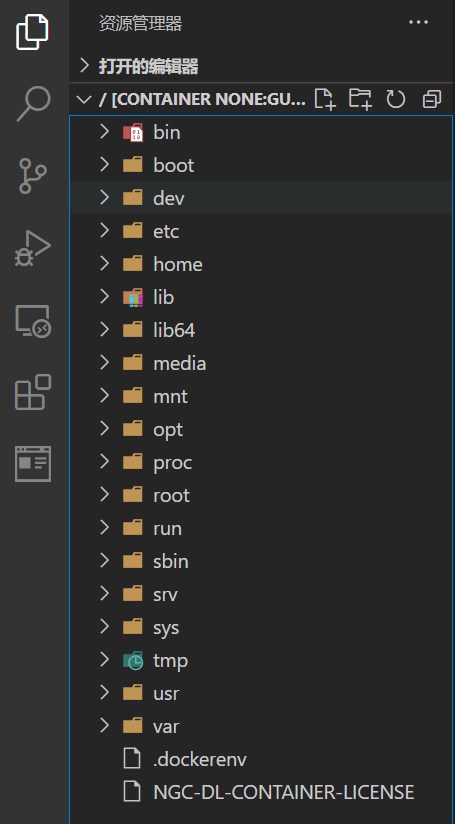 资源管理器 ···
打开的编辑器
/ [CONTAINER NONE:GU...
bin
boot
dev
etc
home
lib
lib64
media
mnt
opt
proc
root
run
sbin
srv
sys
tmp
usr
var
.dockerenv
NGC-DL-CONTAINER-LICENSE